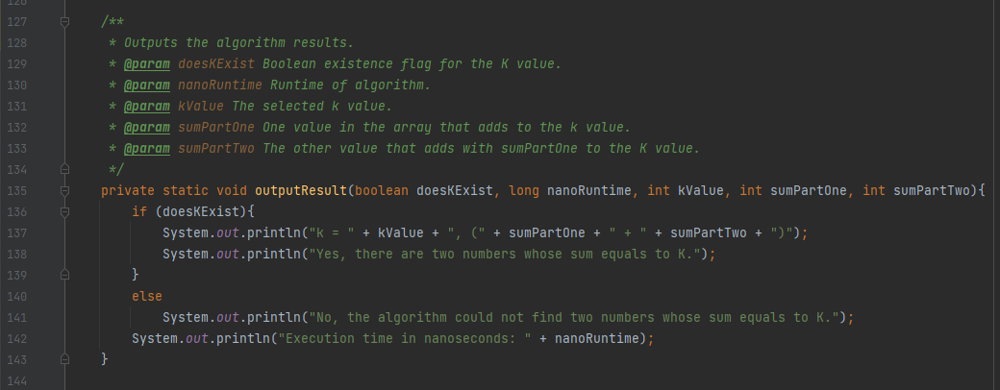 126
127 /**
128 * Outputs the algorithm results.
129 * @param doesKExist Boolean existence flag for the K value.
130 * @param nanoRuntime Runtime of algorithm.
131 * @param kValue The selected k value.
132 * @param sumPartOne One value in the array that adds to the k value.
133 * @param sumPartTwo The other value that adds with sumPartOne to the K value.
134 */
135 private static void outputResult(boolean doesKExist, long nanoRuntime, int kValue, int sumPartOne, int sumPartTwo){
136 if (doesKExist){
137 System.out.println("k = " + kValue + ", (" + sumPartOne + " + " + sumPartTwo + ")");
138 System.out.println("Yes, there are two numbers whose sum equals to K.");
139 }
140 else
141 System.out.println("No, the algorithm could not find two numbers whose sum equals to K.");
142 System.out.println("Execution time in nanoseconds: " + nanoRuntime);
143 }
144